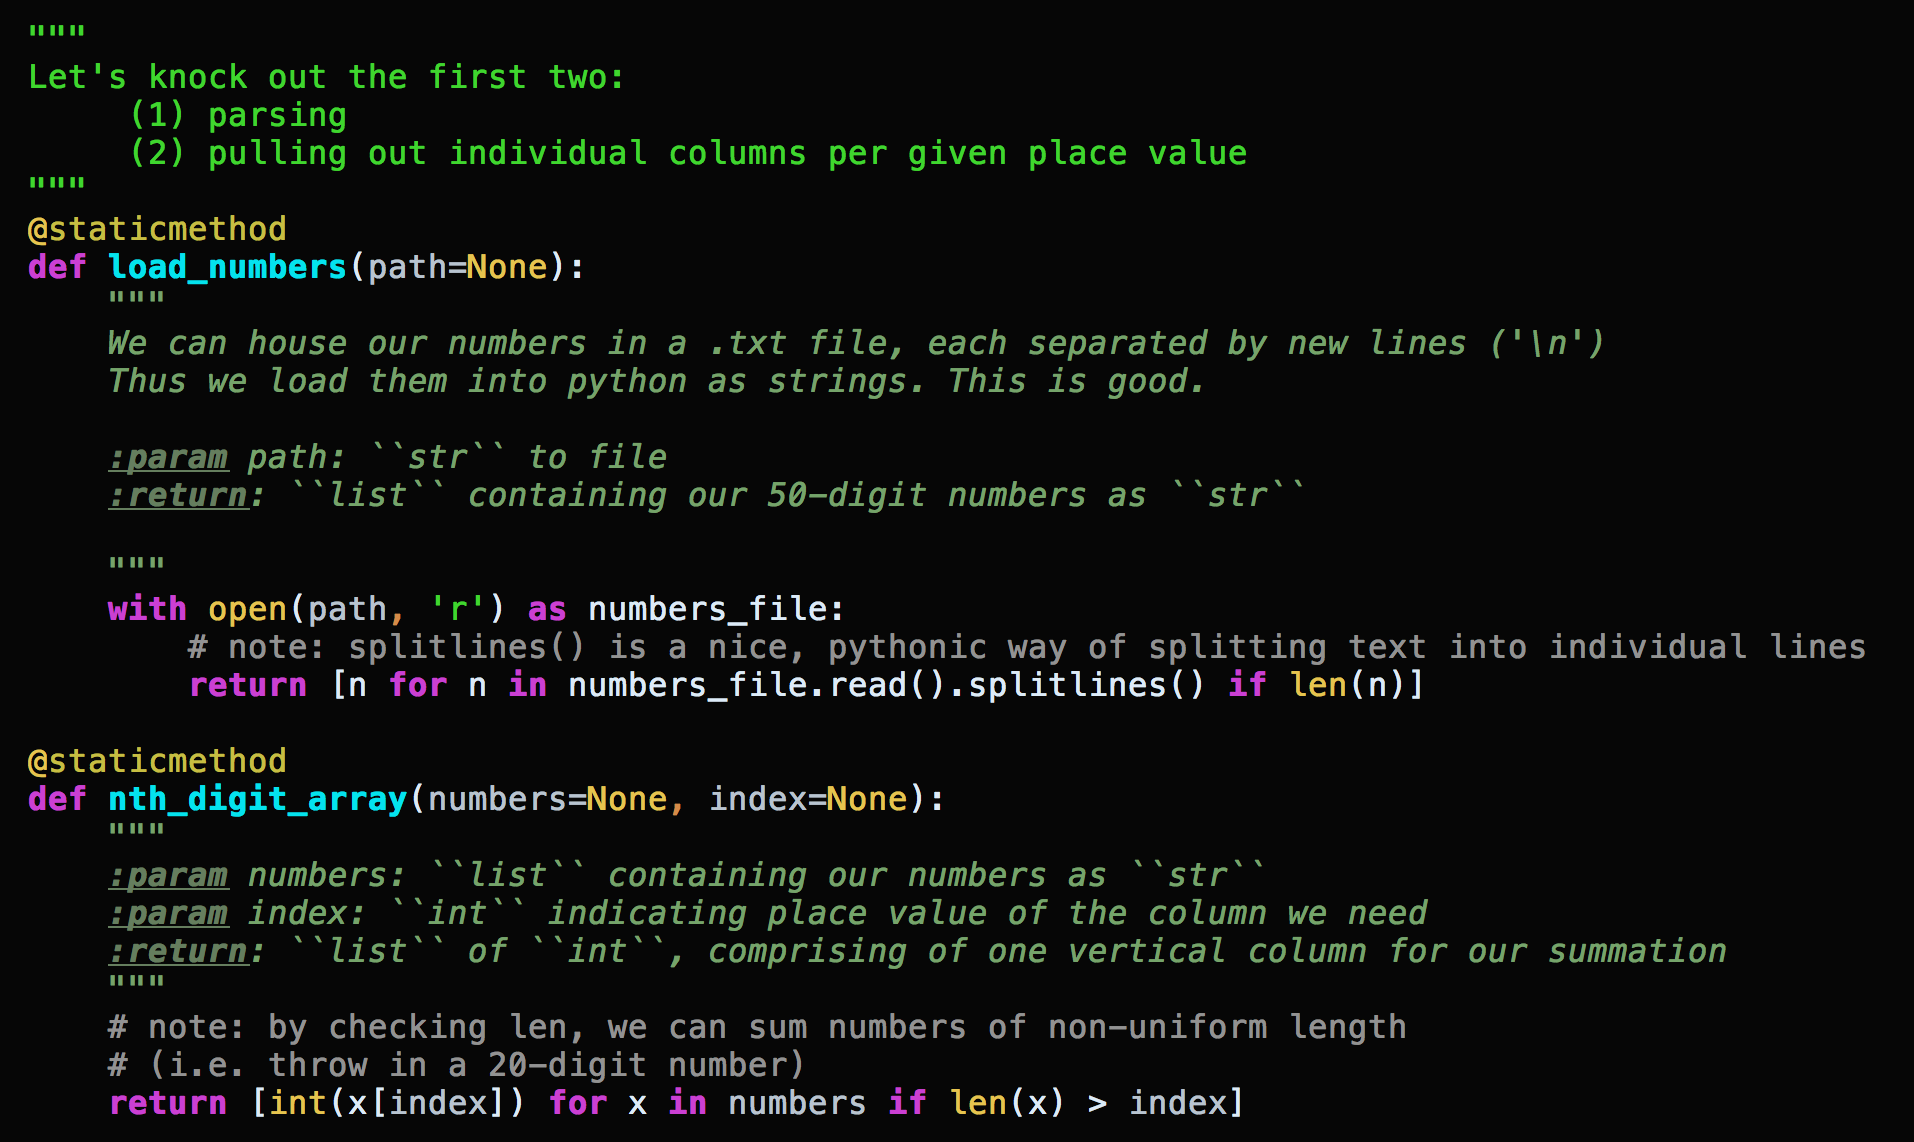 """
Let's knock out the first two:
     (1) parsing
     (2) pulling out individual columns per given place value
"""
@staticmethod
def load_numbers(path=None):
    """
    We can house our numbers in a .txt file, each separated by new lines ('\n')
    Thus we load them into python as strings. This is good.

    :param path: ``str`` to file
    :return: ``list`` containing our 50-digit numbers as ``str``

    """
    with open(path, 'r') as numbers_file:
        # note: splitlines() is a nice, pythonic way of splitting text into individual lines
        return [n for n in numbers_file.read().splitlines() if len(n)]

@staticmethod
def nth_digit_array(numbers=None, index=None):
    """
    :param numbers: ``list`` containing our numbers as ``str``
    :param index: ``int`` indicating place value of the column we need
    :return: ``list`` of ``int``, comprising of one vertical column for our summation
    """
    # note: by checking len, we can sum numbers of non-uniform length
    # (i.e. throw in a 20-digit number)
    return [int(x[index]) for x in numbers if len(x) > index]